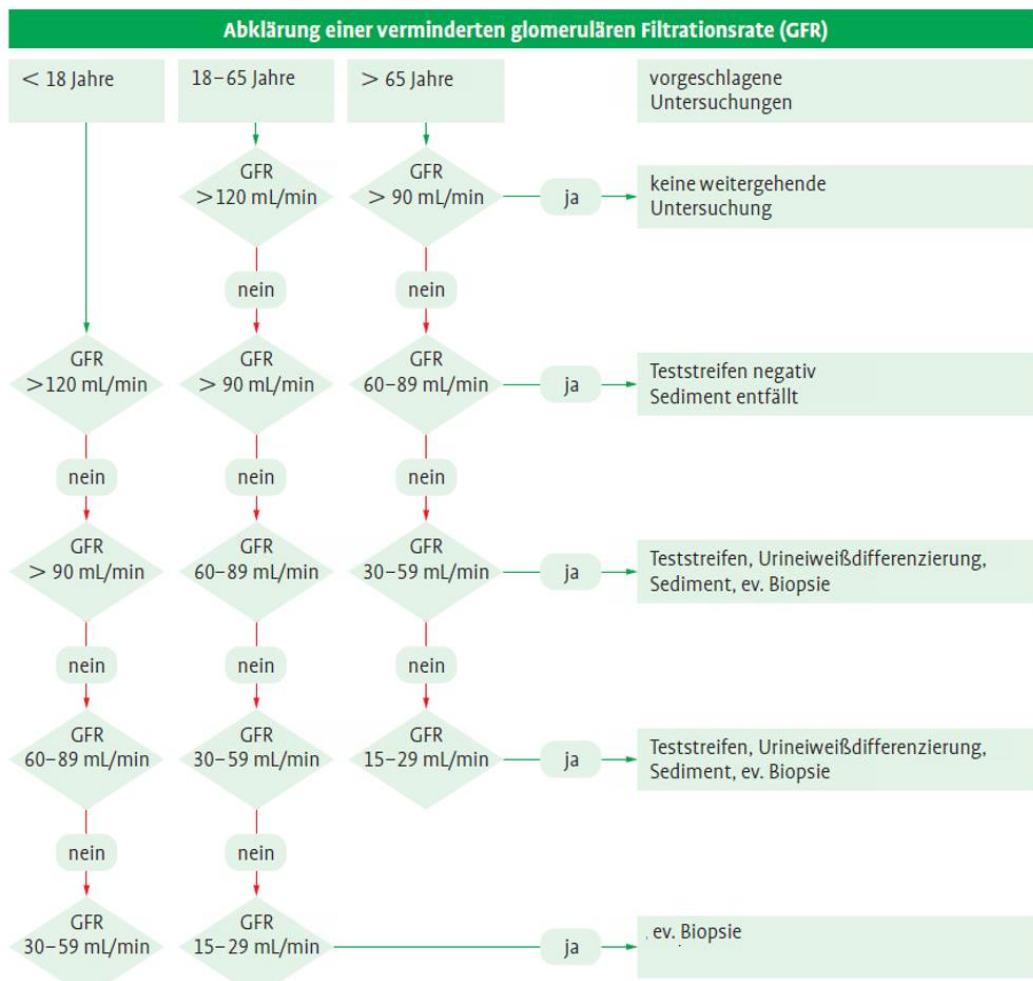 Abklärung einer verminderten glomerulären Filtrationsrate (GFR)
< 18 Jahre
18–65 Jahre
> 65 Jahre
vorgeschlagene
Untersuchungen
GFR
>120 mL/min
GFR
> 90 mL/min
ja
keine weitergehende
Untersuchung
nein
nein
GFR
>120 mL/min
GFR
> 90 mL/min
GFR
60–89 mL/min
ja
Teststreifen negativ
Sediment entfällt
nein
nein
nein
GFR
> 90 mL/min
GFR
60–89 mL/min
GFR
30–59 mL/min
ja
Teststreifen, Urineiweißdifferenzierung,
Sediment, ev. Biopsie
nein
nein
nein
GFR
60–89 mL/min
GFR
30–59 mL/min
GFR
15–29 mL/min
ja
Teststreifen, Urineiweißdifferenzierung,
Sediment, ev. Biopsie
nein
nein
GFR
30–59 mL/min
GFR
15–29 mL/min
ja
, ev. Biopsie